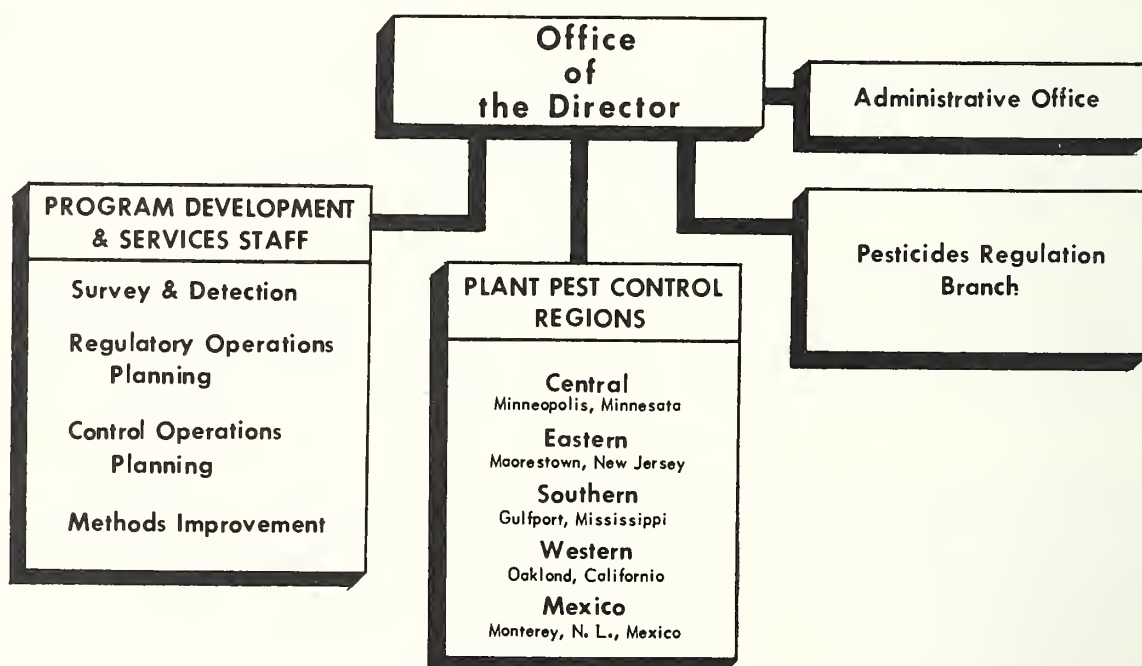 Office
of
the Director
Administrative Office
PROGRAM DEVELOPMENT
& SERVICES STAFF
Survey & Detection
Regulatory Operations
Planning
Control Operations
Planning
Methods Improvement
PLANT PEST CONTROL
REGIONS
Central
Minneapolis, Minnesata
Eastern
Maorestown, New Jersey
Southern
Gulfport, Mississippi
Western
Oakland, Californio
Mexico
Monterey, N. L., Mexico
Pesticides Regulation
Branch